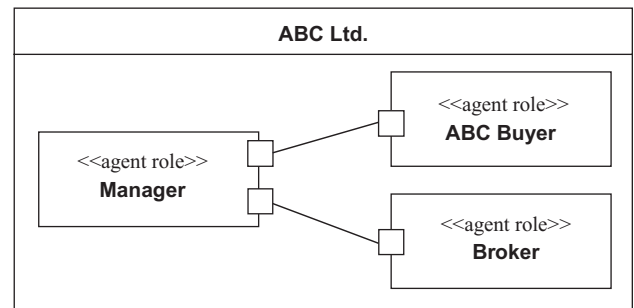 ABC Ltd.
<<agent role>>
Manager
<<agent role>>
ABC Buyer
<<agent role>>
Broker